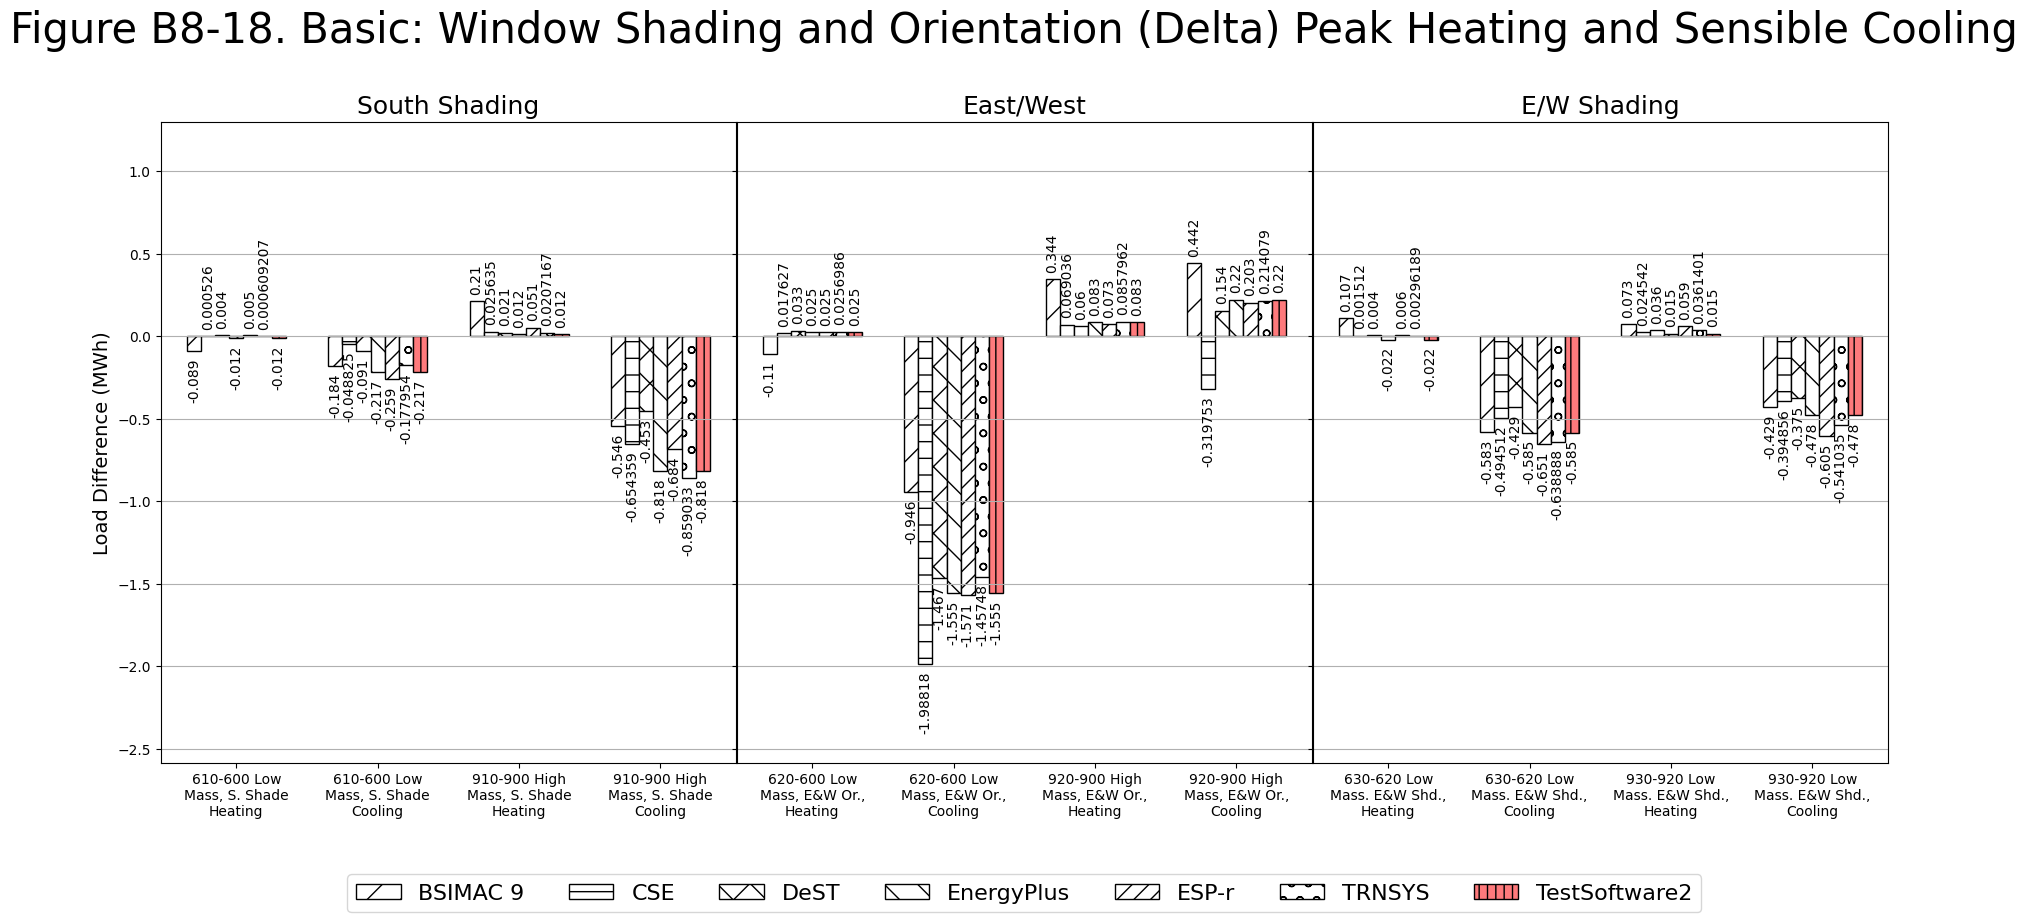 Figure B8-18. Basic: Window Shading and Orientation (Delta) Peak Heating and Sensible Cooling
South Shading
East/West
E/W Shading
Load Difference (MWh)
1.0
0.5
0.0
−0.5
−1.0
−1.5
−2.0
−2.5
-0.089
0.000526
0.004
-0.012
0.005
0.000609207
-0.012
-0.184
-0.048825
-0.091
-0.217
-0.259
-0.177954
-0.217
0.21
0.025635
0.021
0.012
0.051
0.0207167
0.012
-0.546
-0.654359
-0.453
-0.818
-0.684
-0.859033
-0.818
-0.11
0.017627
0.033
0.025
0.025
0.0256986
0.025
-0.946
-1.98818
-1.467
-1.555
-1.571
-1.45748
-1.555
0.344
0.069036
0.06
0.083
0.073
0.0857962
0.083
0.442
-0.319753
0.154
0.22
0.203
0.214079
0.22
0.107
0.001512
0.004
-0.022
0.006
0.00296189
-0.022
-0.583
-0.494512
-0.429
-0.585
-0.651
-0.638888
-0.585
0.073
0.024542
0.036
0.015
0.059
0.0361401
0.015
-0.429
-0.394856
-0.375
-0.478
-0.605
-0.541035
-0.478
610-600 Low
Mass, S. Shade
Heating
610-600 Low
Mass, S. Shade
Cooling
910-900 High
Mass, S. Shade
Heating
910-900 High
Mass, S. Shade
Cooling
620-600 Low
Mass, E&W Or.,
Heating
620-600 Low
Mass, E&W Or.,
Cooling
920-900 High
Mass, E&W Or.,
Heating
920-900 High
Mass, E&W Or.,
Cooling
630-620 Low
Mass. E&W Shd.,
Heating
630-620 Low
Mass. E&W Shd.,
Cooling
930-920 Low
Mass. E&W Shd.,
Heating
930-920 Low
Mass. E&W Shd.,
Cooling
BSIMAC 9
CSE
DeST
EnergyPlus
ESP-r
TRNSYS
TestSoftware2